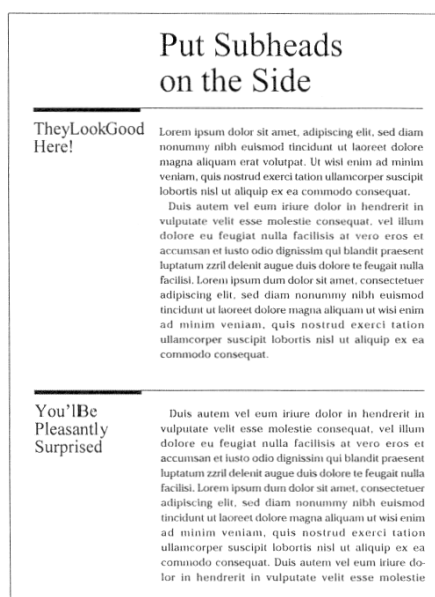 Put Subheads
on the Side
TheyLookGood
Here!
Lorem ipsum dolor sit amet, adipiscing elit, sed diam
nonummy nibh euismod tincidunt ut laoreet dolore
magna aliquam erat volutpat. Ut wisi enim ad minim
veniam, quis nostrud exerci tation ullamcorper suscipit
lobortis nisl ut aliquip ex ea commodo consequat.
Duis autem vel eum iriure dolor in hendrerit in
vulputate velit esse molestie consequat, vel illum
dolore eu feugiat nulla facilisis at vero eros et
accumsan et iusto odio dignissim qui blandit praesent
luptatum zzril delenit augue duis dolore te feugait nulla
facilisi. Lorem ipsum dum dolor sit amet, consectetuer
adipiscing elit, sed diam nonummy nibh euismod
tincidunt ut laoreet dolore magna aliquam ut wisi enim
ad minim veniam, quis nostrud exerci tation
ullamcorper suscipit lobortis nisl ut aliquip ex ea
commodo consequat.
You'llBe
Pleasantly
Surprised
Duis autem vel eum iriure dolor in hendrerit in
vulputate velit esse molestie consequat, vel illum
dolore eu feugiat nulla facilisis at vero eros et
accumsan et iusto odio dignissim qui blandit praesent
luptatum zzril delenit augue duis dolore te feugait nulla
facilisi. Lorem ipsum dum dolor sit amet, consectetuer
adipiscing elit, sed diam nonummy nibh euismod
tincidunt ut laoreet dolore magna aliquam ut wisi enim
ad minim veniam, quis nostrud exerci tation
ullamcorper suscipit lobortis nisl ut aliquip ex ea
commodo consequat. Duis autem vel eum iriure do-
lor in hendrerit in vulputate velit esse molestie